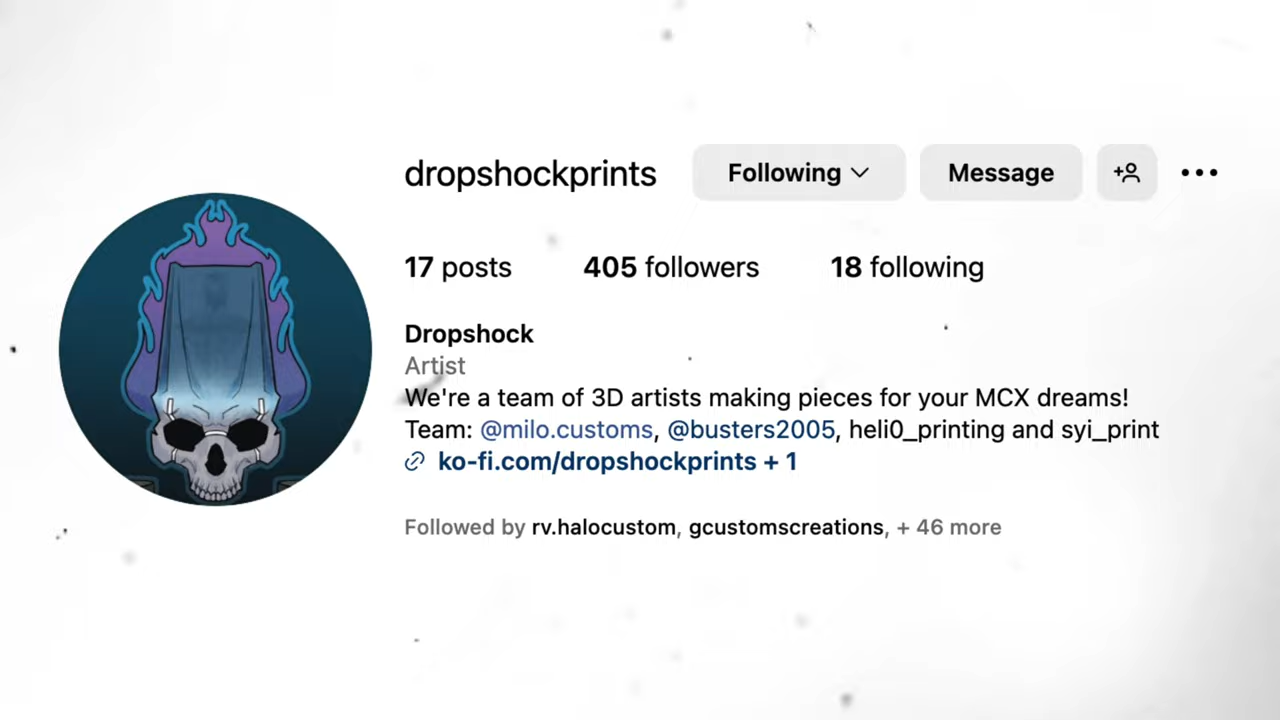 dropshockprints Following Message
17 posts 405 followers 18 following
Dropshock
Artist
We're a team of 3D artists making pieces for your MCX dreams!
Team: @milo.customs, @busters2005, heli0_printing and syi_print
ko-fi.com/dropshockprints + 1
Followed by rv.halocustom, gcustomscreations, + 46 more